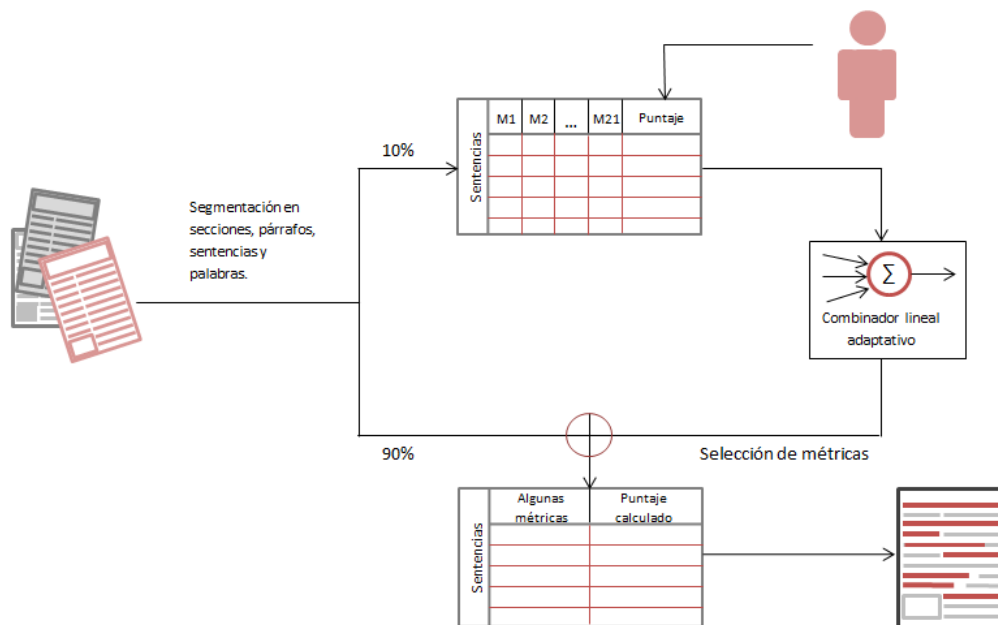 M1 M2 ... M21 Puntaje
Sentencias
10%
Segmentación en
secciones, párrafos,
sentencias y
palabras.
Σ
Combinador lineal
adaptativo
90%
Selección de métricas
Algunas métricas
Puntaje calculado
Sentencias